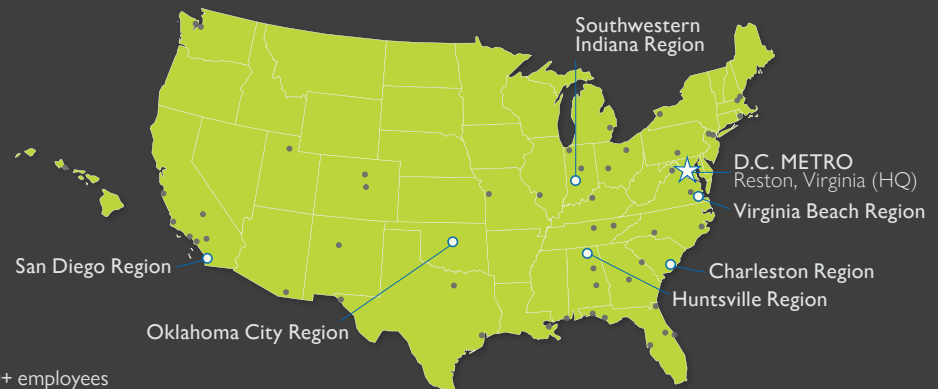 Southwestern
Indiana Region
D.C. METRO
Reston, Virginia (HQ)
Virginia Beach Region
San Diego Region
Charleston Region
Huntsville Region
Oklahoma City Region
+ employees